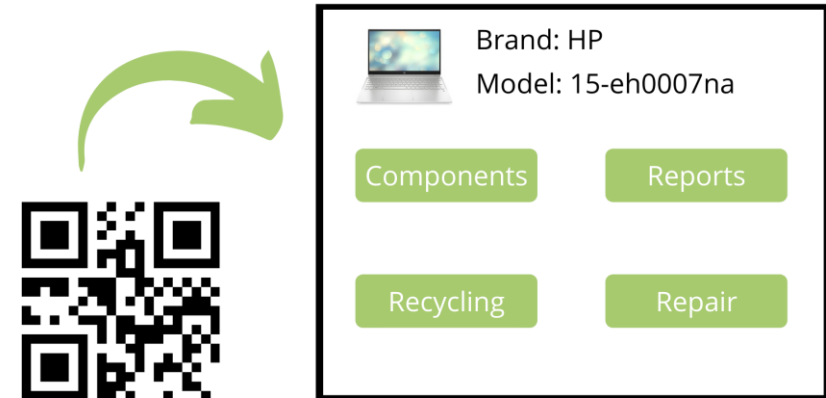 Brand: HP
Model: 15-eh0007na
Components
Reports
Recycling
Repair